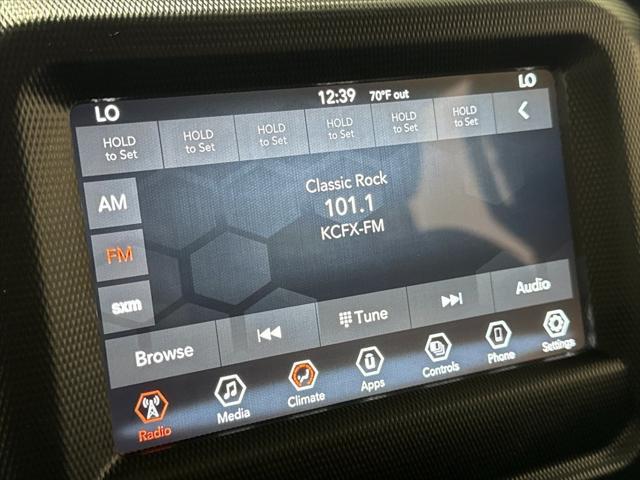 LO 12:39 70°F out LO
HOLD to Set HOLD to Set HOLD to Set HOLD to Set HOLD to Set HOLD to Set
Classic Rock
AM
101.1
KCFX-FM
FM
sxm
Browse Tune Audio
Radio Media Climate Apps Controls Phone Settings